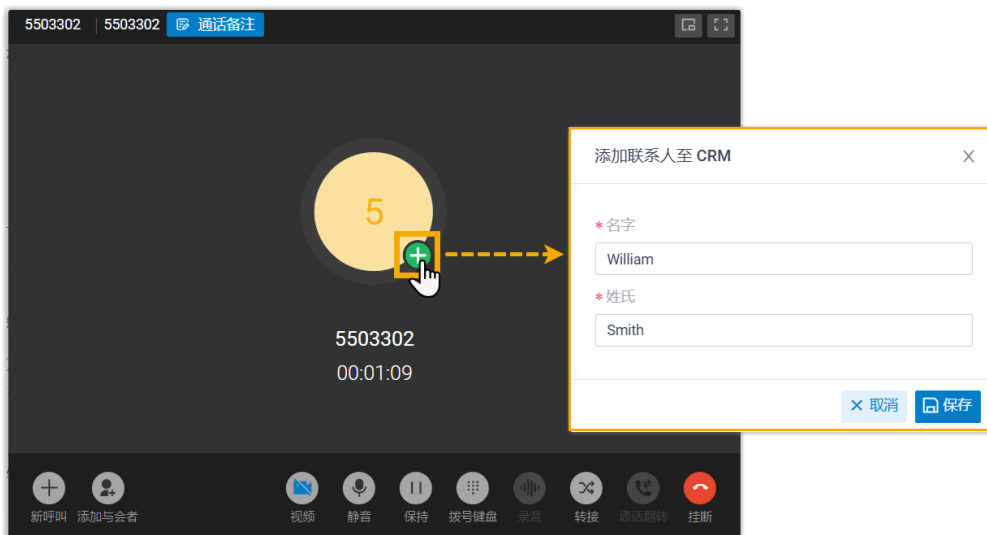 5503302 5503302 通话备注
5
5503302
00:01:09
添加联系人至 CRM
*名字
William
*姓氏
Smith
取消 保存
新呼叫 添加与会者 视频 静音 保持 拨号键盘 录音 转接 通话翻转 挂断